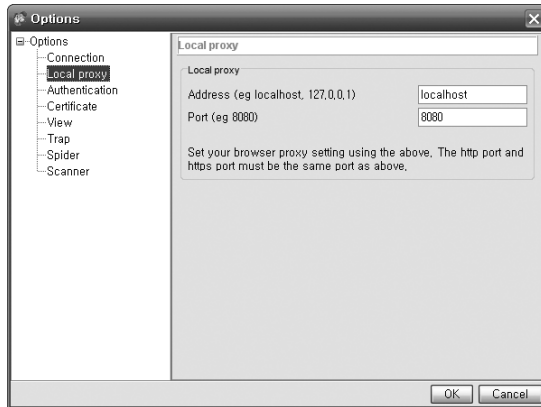 Options
Options
Connection
Local proxy
Authentication
Certificate
View
Trap
Spider
Scanner
Local proxy
Local proxy
Address (eg localhost, 127,0,0,1)
localhost
Port (eg 8080)
8080
Set your browser proxy setting using the above, The http port and
https port must be the same port as above,
OK
Cancel